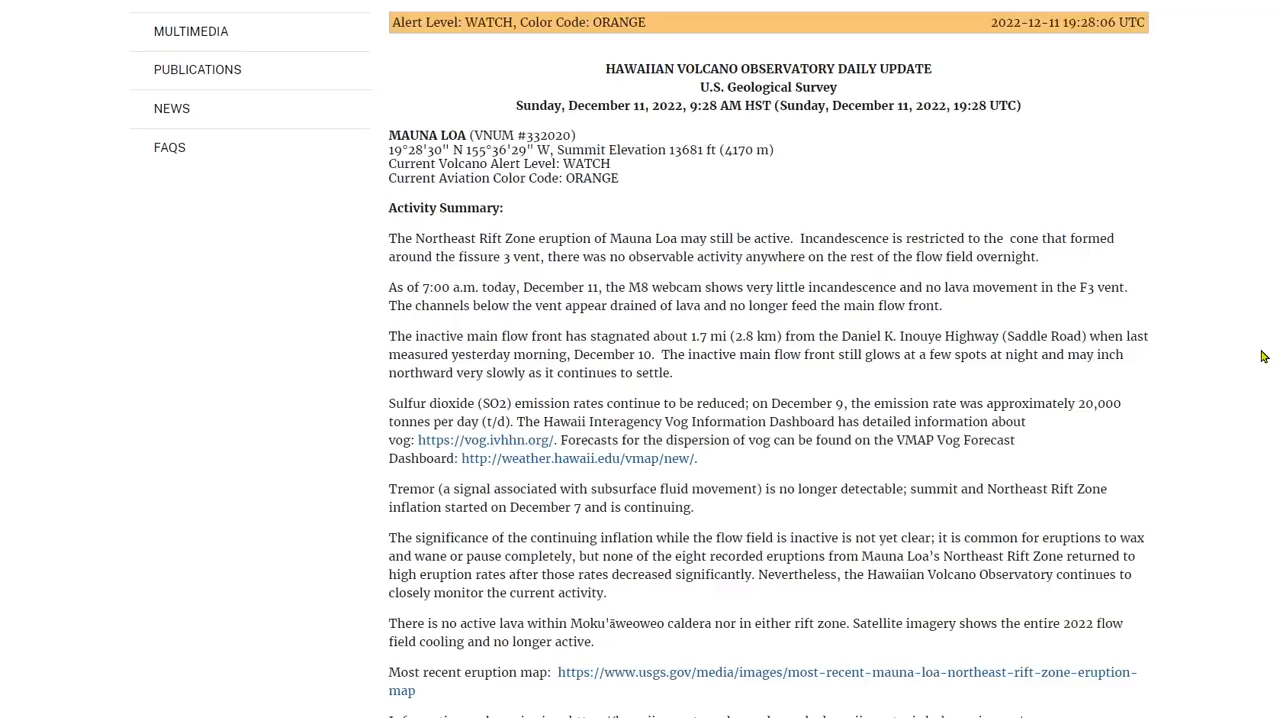 MULTIMEDIA
PUBLICATIONS
NEWS
FAQS
Alert Level: WATCH, Color Code: ORANGE 2022-12-11 19:28:06 UTC
HAWAIIAN VOLCANO OBSERVATORY DAILY UPDATE
U.S. Geological Survey
Sunday, December 11, 2022, 9:28 AM HST (Sunday, December 11, 2022, 19:28 UTC)
MAUNA LOA (VNUM #332020)
19°28'30" N 155°36'29" W, Summit Elevation 13681 ft (4170 m)
Current Volcano Alert Level: WATCH
Current Aviation Color Code: ORANGE
Activity Summary:
The Northeast Rift Zone eruption of Mauna Loa may still be active.  Incandescence is restricted to the  cone that formed
around the fissure 3 vent, there was no observable activity anywhere on the rest of the flow field overnight.
As of 7:00 a.m. today, December 11, the M8 webcam shows very little incandescence and no lava movement in the F3 vent.
The channels below the vent appear drained of lava and no longer feed the main flow front.
The inactive main flow front has stagnated about 1.7 mi (2.8 km) from the Daniel K. Inouye Highway (Saddle Road) when last
measured yesterday morning, December 10.  The inactive main flow front still glows at a few spots at night and may inch
northward very slowly as it continues to settle.
Sulfur dioxide (SO2) emission rates continue to be reduced; on December 9, the emission rate was approximately 20,000
tonnes per day (t/d). The Hawaii Interagency Vog Information Dashboard has detailed information about
vog: https://vog.ivhhn.org/. Forecasts for the dispersion of vog can be found on the VMAP Vog Forecast
Dashboard: http://weather.hawaii.edu/vmap/new/.
Tremor (a signal associated with subsurface fluid movement) is no longer detectable; summit and Northeast Rift Zone
inflation started on December 7 and is continuing.
The significance of the continuing inflation while the flow field is inactive is not yet clear; it is common for eruptions to wax
and wane or pause completely, but none of the eight recorded eruptions from Mauna Loa's Northeast Rift Zone returned to
high eruption rates after those rates decreased significantly. Nevertheless, the Hawaiian Volcano Observatory continues to
closely monitor the current activity.
There is no active lava within Moku'āweoweo caldera nor in either rift zone. Satellite imagery shows the entire 2022 flow
field cooling and no longer active.
Most recent eruption map:  https://www.usgs.gov/media/images/most-recent-mauna-loa-northeast-rift-zone-eruption-
map